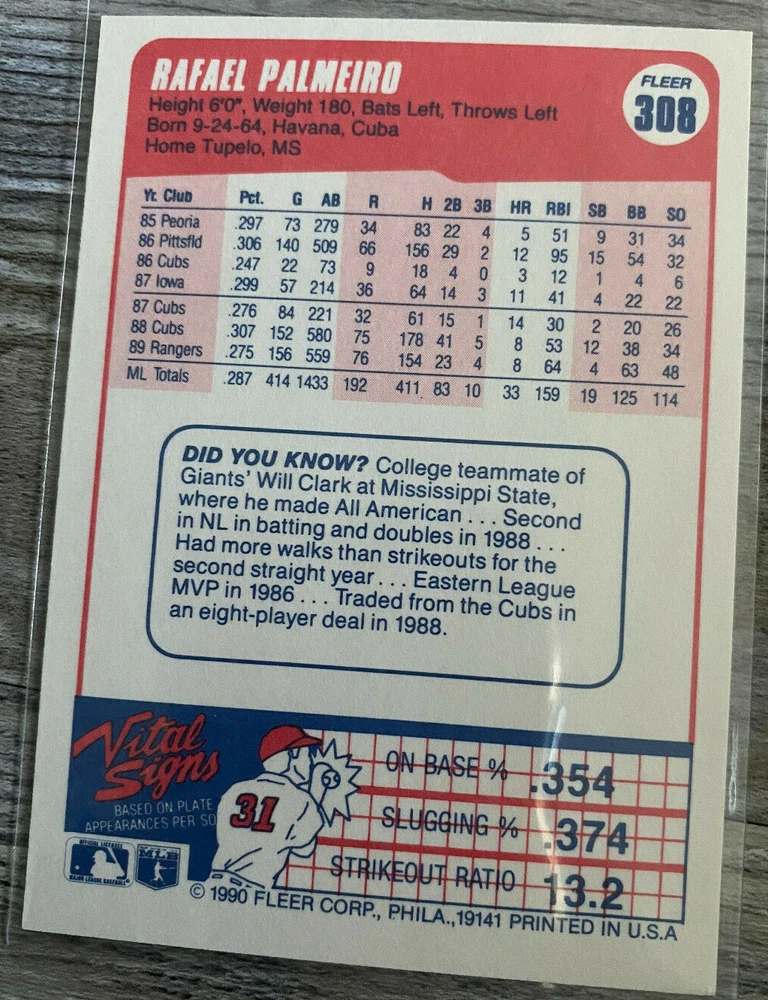 RAFAEL PALMEIRO
Height 6'0", Weight 180, Bats Left, Throws Left
Born 9-24-64, Havana, Cuba
Home Tupelo, MS
FLEER
308
Yr. Club Pct. G AB R H 2B 3B HR RBI SB BB SO
85 Peoria .297 73 279 34 83 22 4 5 51 9 31 34
86 Pittsfld .306 140 509 66 156 29 2 12 95 15 54 32
86 Cubs .247 22 73 9 18 4 0 3 12 1 4 6
87 Iowa .299 57 214 36 64 14 3 11 41 4 22 22
87 Cubs .276 84 221 32 61 15 1 14 30 2 20 26
88 Cubs .307 152 580 75 178 41 5 8 53 12 38 34
89 Rangers .275 156 559 76 154 23 4 8 64 4 63 48
ML Totals .287 414 1433 192 411 83 10 33 159 19 125 114
DID YOU KNOW? College teammate of
Giants' Will Clark at Mississippi State,
where he made All American . . . Second
in NL in batting and doubles in 1988 . . .
Had more walks than strikeouts for the
second straight year . . . Eastern League
MVP in 1986 . . . Traded from the Cubs in
an eight-player deal in 1988.
Vital
Signs
BASED ON PLATE
APPEARANCES PER SO
31
ON BASE % .354
SLUGGING % .374
STRIKEOUT RATIO 13.2
OFFICIAL LICENSEE
MAJOR LEAGUE BASEBALL
MLB
© 1990 FLEER CORP., PHILA.,19141 PRINTED IN U.S.A